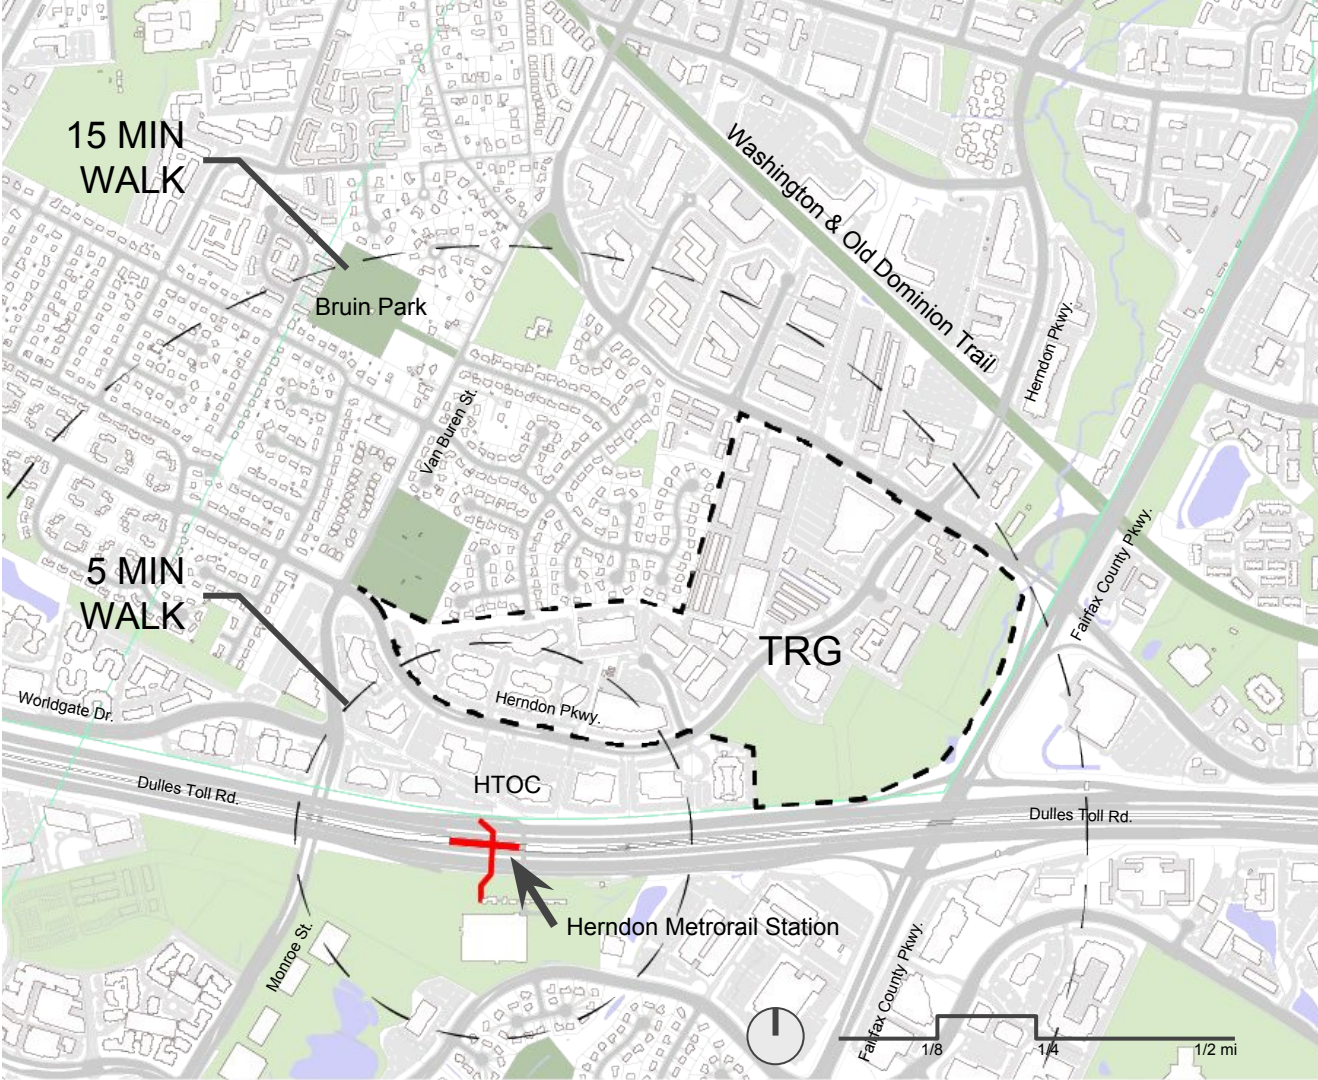 15 MIN
WALK
Washington & Old Dominion Trail
Bruin Park
Herndon Pkwy.
Van Buren St.
5 MIN
WALK
Fairfax County Pkwy.
TRG
Worldgate Dr.
Herndon Pkwy.
Dulles Toll Rd.
HTOC
Dulles Toll Rd.
Herndon Metrorail Station
Monroe St.
Fairfax County Pkwy.
1/8
1/4
1/2 mi